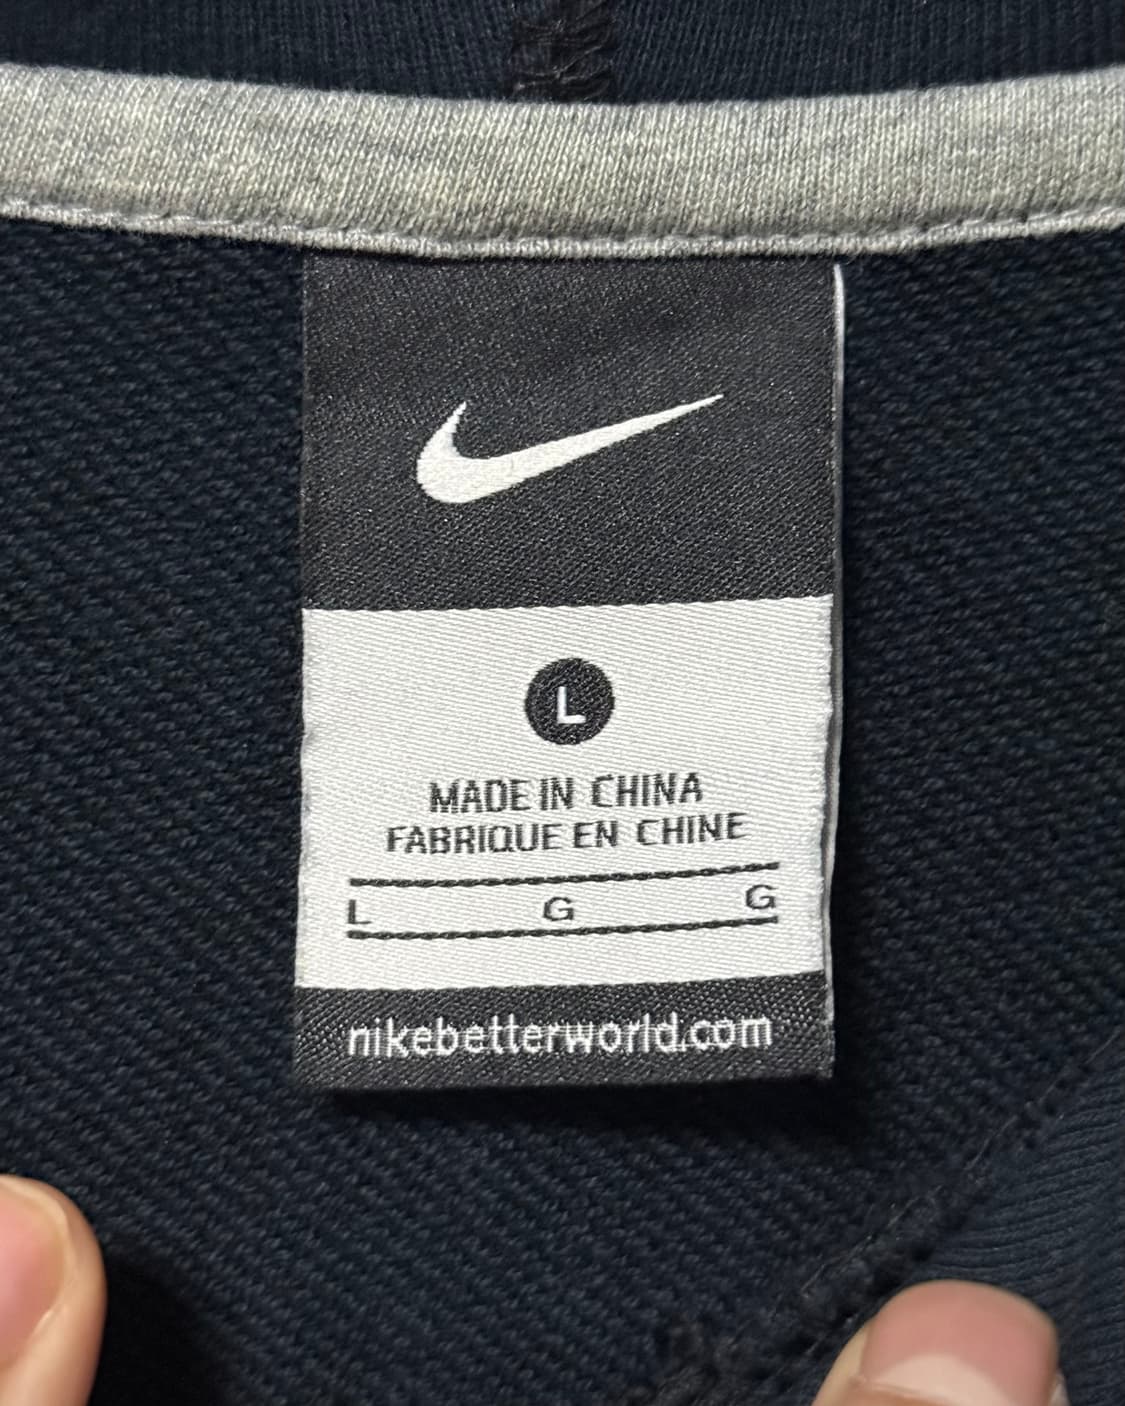 L
MADE IN CHINA
FABRIQUE EN CHINE
L G G
nikebetterworld.com